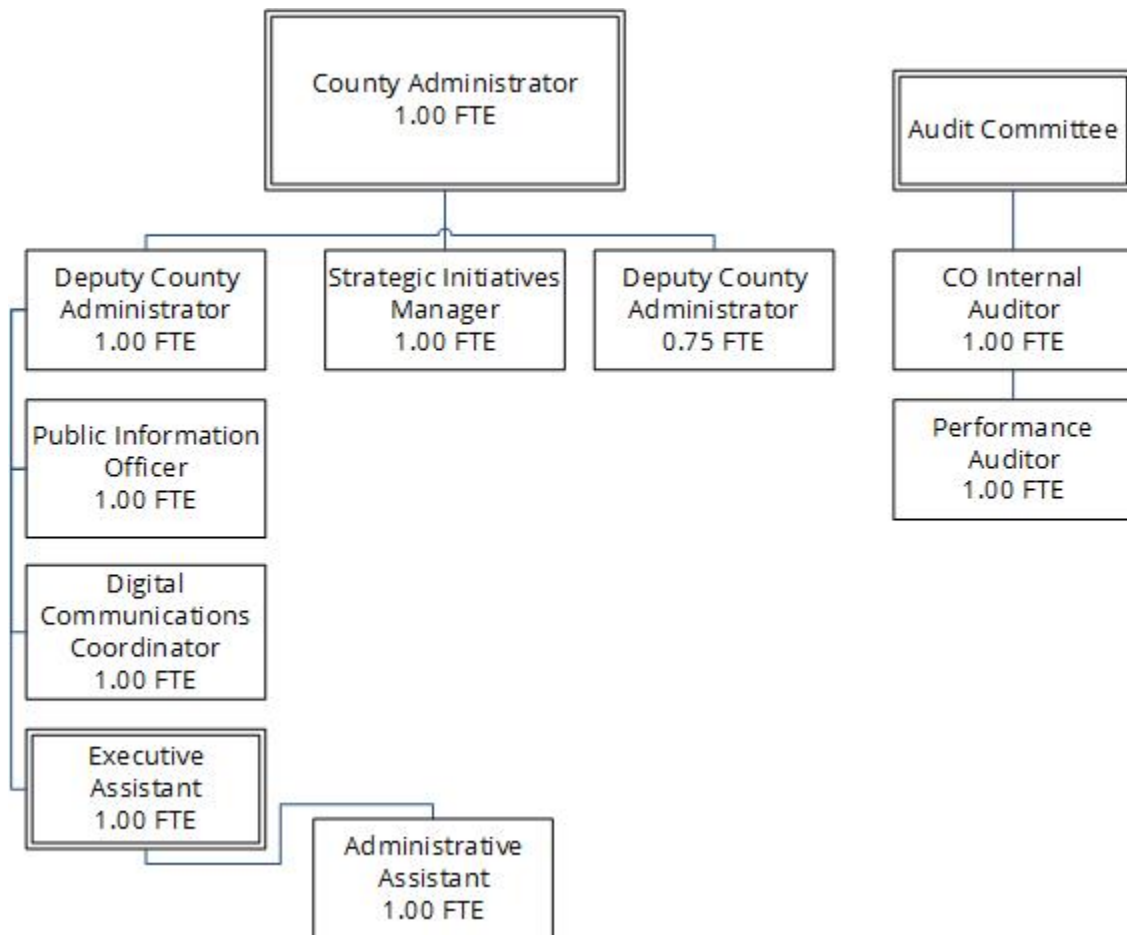 County Administrator
1.00 FTE
Audit Committee
Deputy County
Administrator
1.00 FTE
Strategic Initiatives
Manager
1.00 FTE
Deputy County
Administrator
0.75 FTE
CO Internal
Auditor
1.00 FTE
Public Information
Officer
1.00 FTE
Performance
Auditor
1.00 FTE
Digital
Communications
Coordinator
1.00 FTE
Executive
Assistant
1.00 FTE
Administrative
Assistant
1.00 FTE